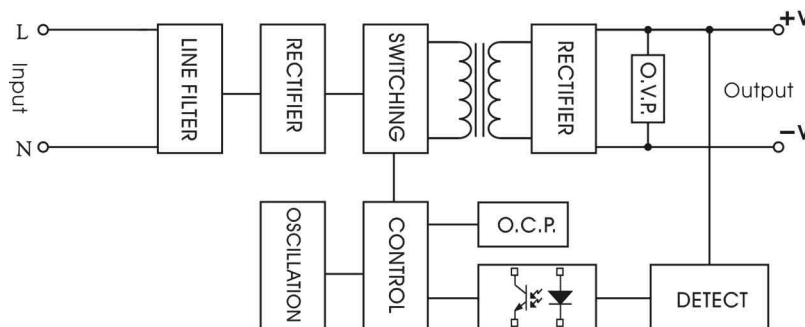 L
+V
LINE FILTER
RECTIFIER
SWITCHING
RECTIFIER
O.V.P.
Input
Output
N
−V
OSCILLATION
CONTROL
O.C.P.
DETECT